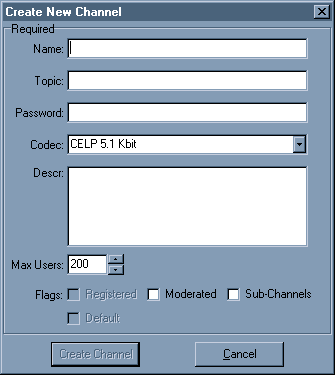 Create New Channel
Required
Name:
Topic:
Password:
Codec: CELP 5.1 Kbit
Descr:
Max Users: 200
Flags: Registered Moderated Sub-Channels
Default
Create Channel Cancel